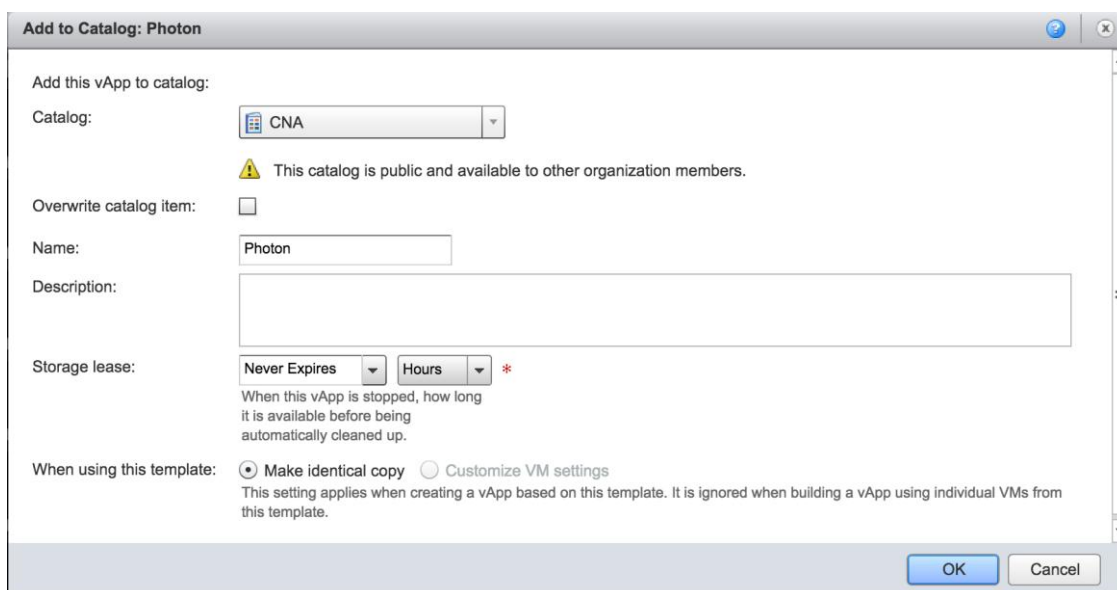 Add to Catalog: Photon
Add this vApp to catalog:
Catalog:
CNA
This catalog is public and available to other organization members.
Overwrite catalog item:
Name:
Photon
Description:
Storage lease:
Never Expires
Hours
*
When this vApp is stopped, how long
it is available before being
automatically cleaned up.
When using this template:
Make identical copy
Customize VM settings
This setting applies when creating a vApp based on this template. It is ignored when building a vApp using individual VMs from
this template.
OK
Cancel